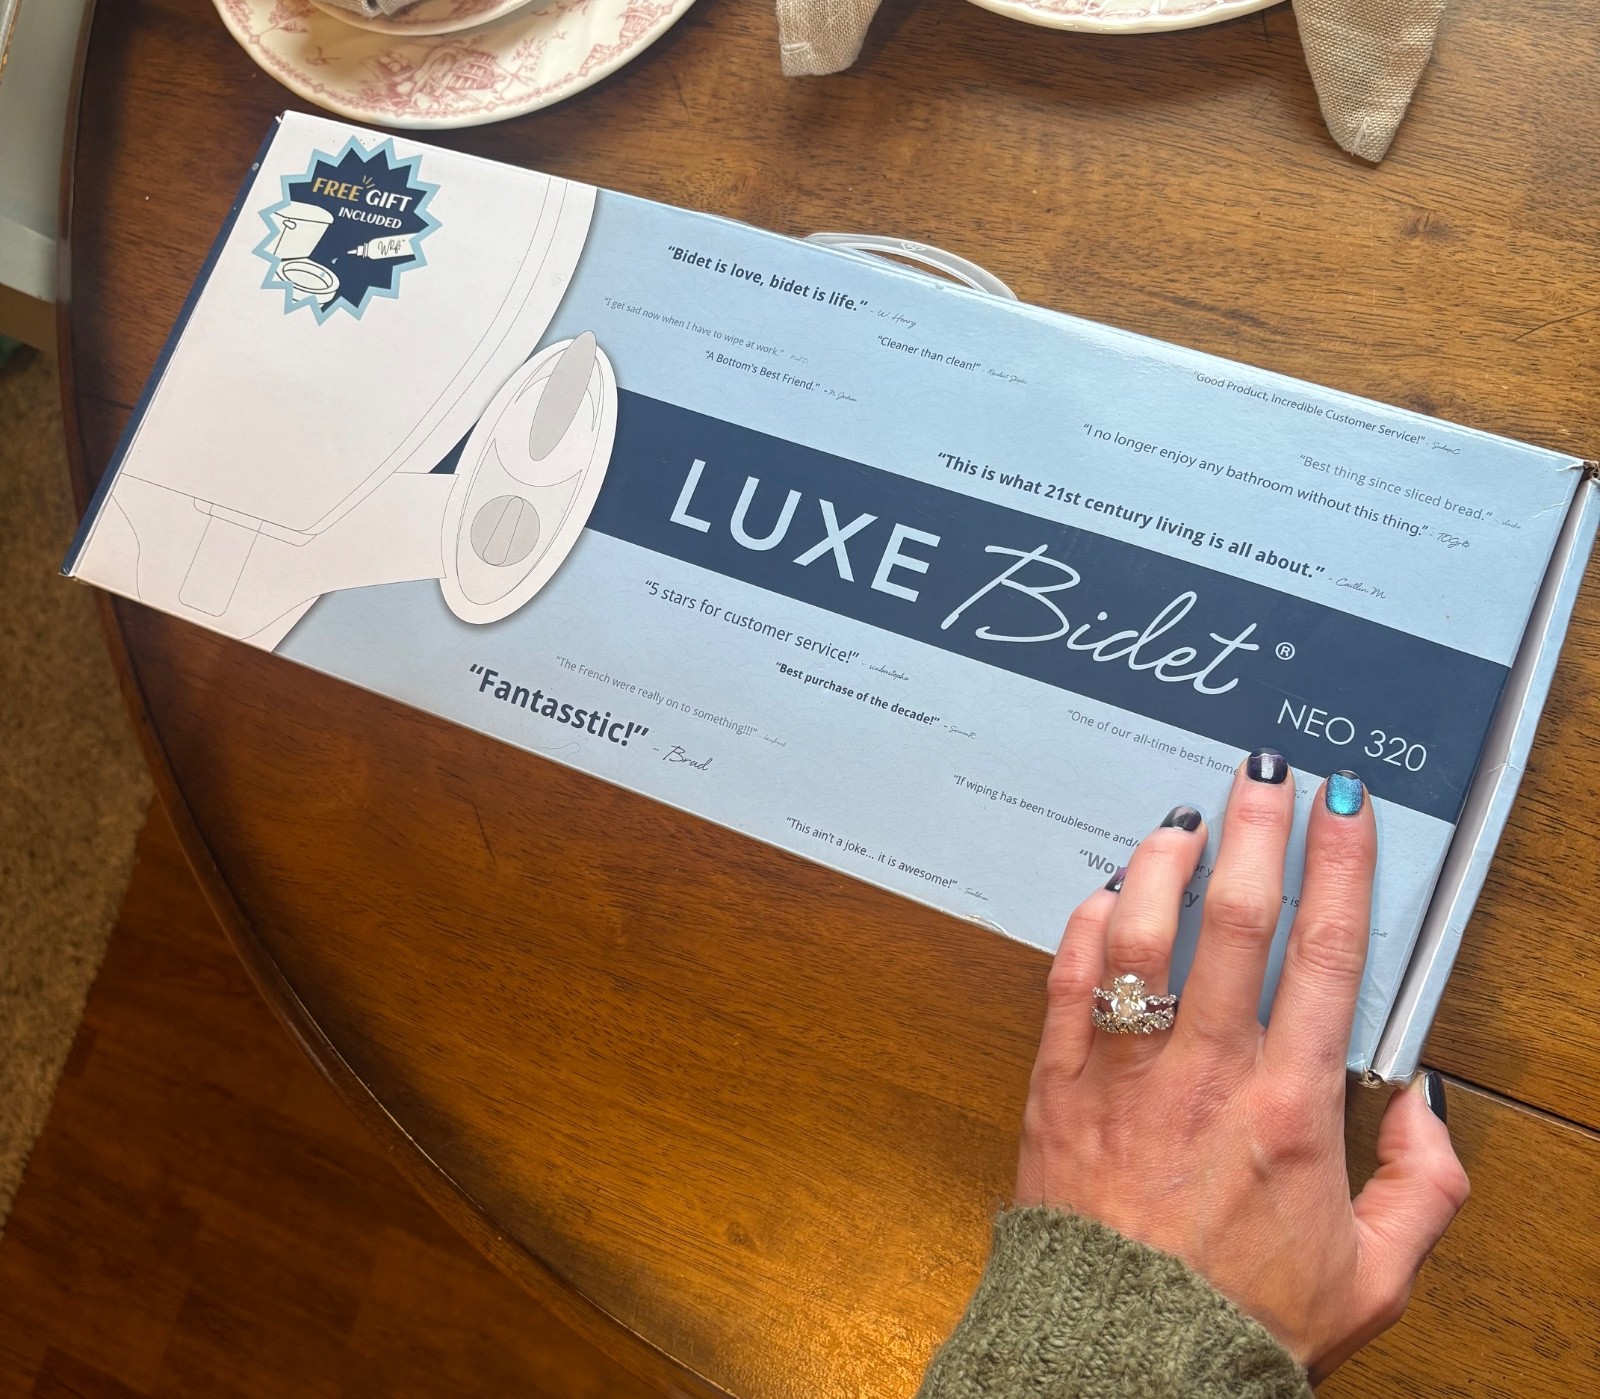 FREE GIFT
INCLUDED
"Bidet is love, bidet is life." - W. Henry
"I get sad now when I have to wipe at work."
"Cleaner than clean!"
"A Bottom's Best Friend."
"Good Product, Incredible Customer Service!"
"I no longer enjoy any bathroom without this thing." - TOGB
"Best thing since sliced bread."
"This is what 21st century living is all about." - Caitlin M
LUXE Bidet®
NEO 320
"5 stars for customer service!"
"The French were really on to something!!!"
"Best purchase of the decade!"
"Fantasstic!" - Brad
"One of our all-time best
"If wiping has been troublesome
"This ain't a joke... it is awesome!"